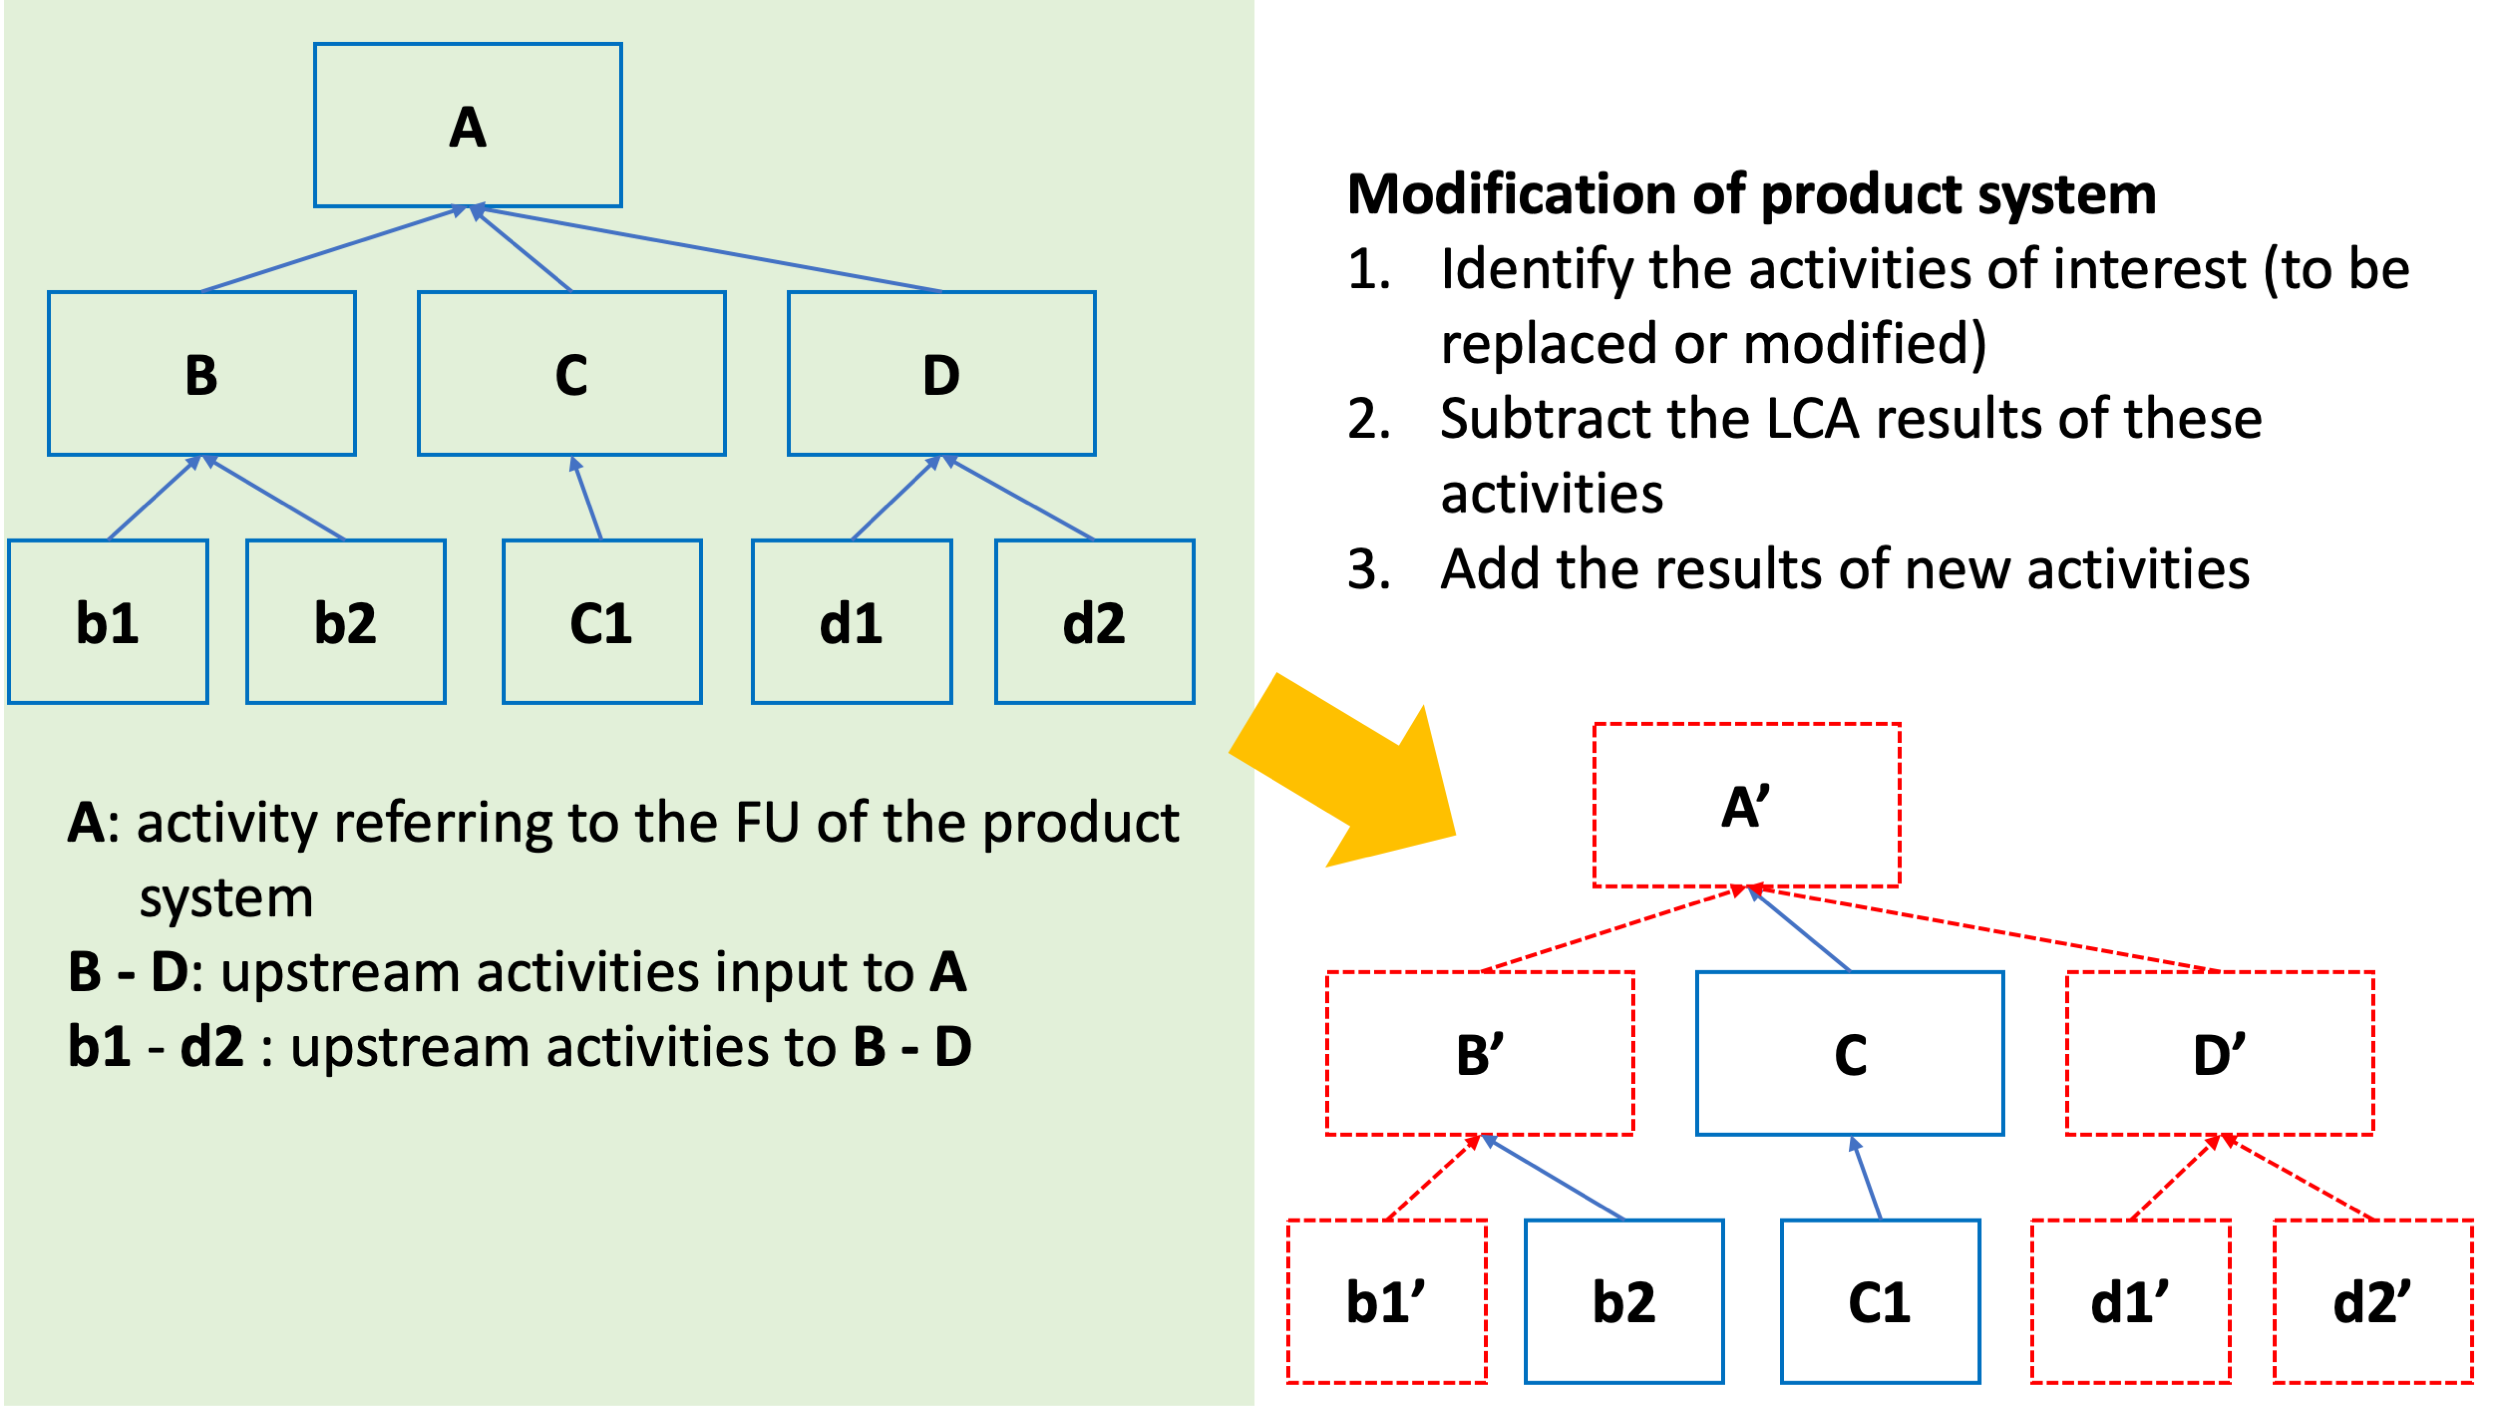 A
B
C
D
b1
b2
C1
d1
d2
A: activity referring to the FU of the product
system
B - D: upstream activities input to A
b1 - d2 : upstream activities to B - D
Modification of product system
1. Identify the activities of interest (to be
replaced or modified)
2. Subtract the LCA results of these
activities
3. Add the results of new activities
A’
B’
C
D’
b1’
b2
C1
d1’
d2’